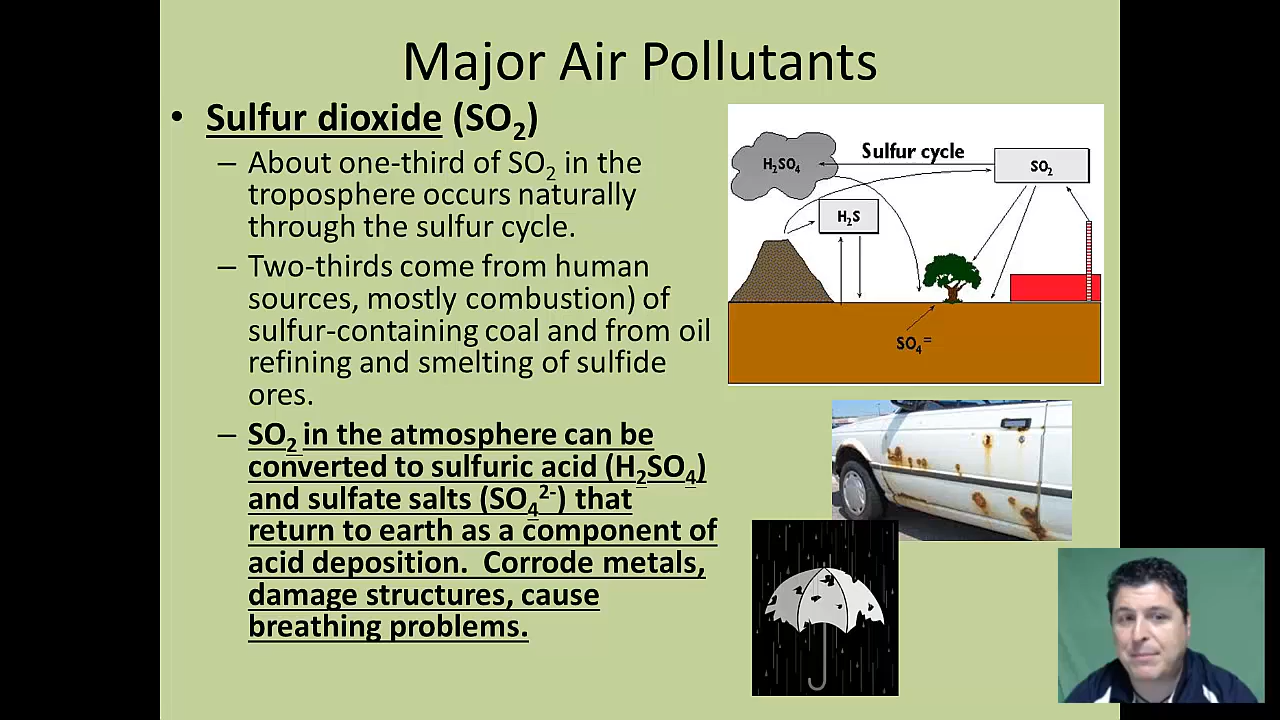 Major Air Pollutants
• Sulfur dioxide (SO₂)
– About one-third of SO₂ in the
troposphere occurs naturally
through the sulfur cycle.
– Two-thirds come from human
sources, mostly combustion) of
sulfur-containing coal and from oil
refining and smelting of sulfide
ores.
– SO₂ in the atmosphere can be
converted to sulfuric acid (H₂SO₄)
and sulfate salts (SO₄²⁻) that
return to earth as a component of
acid deposition.  Corrode metals,
damage structures, cause
breathing problems.
Sulfur cycle
H₂SO₄
SO₂
H₂S
SO₄⁼